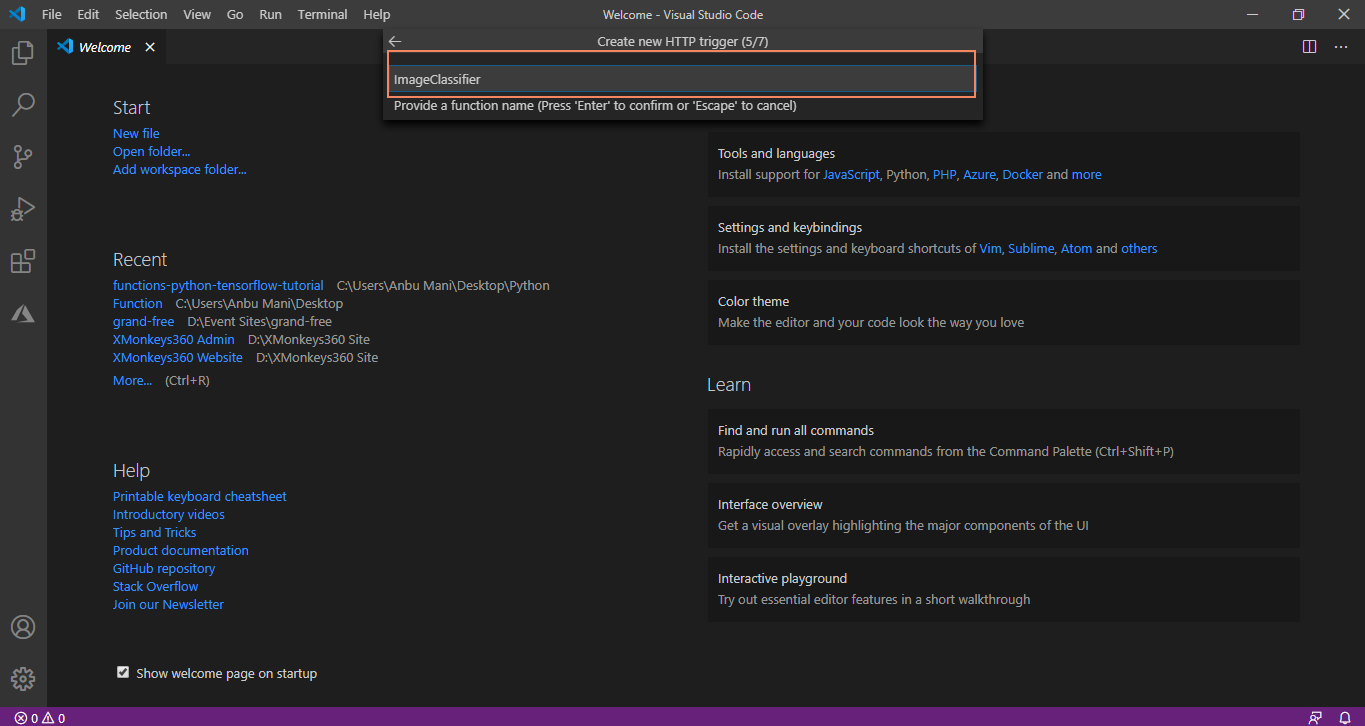 File Edit Selection View Go Run Terminal Help
Welcome - Visual Studio Code
Welcome
Create new HTTP trigger (5/7)
ImageClassifier
Provide a function name (Press 'Enter' to confirm or 'Escape' to cancel)
Start
New file
Open folder...
Add workspace folder...
Recent
functions-python-tensorflow-tutorial C:\Users\Anbu Mani\Desktop\Python
Function C:\Users\Anbu Mani\Desktop
grand-free D:\Event Sites\grand-free
XMonkeys360 Admin D:\XMonkeys360 Site
XMonkeys360 Website D:\XMonkeys360 Site
More... (Ctrl+R)
Help
Printable keyboard cheatsheet
Introductory videos
Tips and Tricks
Product documentation
GitHub repository
Stack Overflow
Join our Newsletter
Show welcome page on startup
Tools and languages
Install support for JavaScript, Python, PHP, Azure, Docker and more
Settings and keybindings
Install the settings and keyboard shortcuts of Vim, Sublime, Atom and others
Color theme
Make the editor and your code look the way you love
Learn
Find and run all commands
Rapidly access and search commands from the Command Palette (Ctrl+Shift+P)
Interface overview
Get a visual overlay highlighting the major components of the UI
Interactive playground
Try out essential editor features in a short walkthrough
0 0